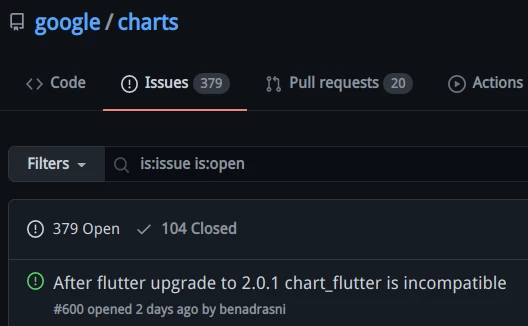 google / charts
Code Issues 379 Pull requests 20 Actions
Filters is:issue is:open
379 Open 104 Closed
After flutter upgrade to 2.0.1 chart_flutter is incompatible
#600 opened 2 days ago by benadrasni